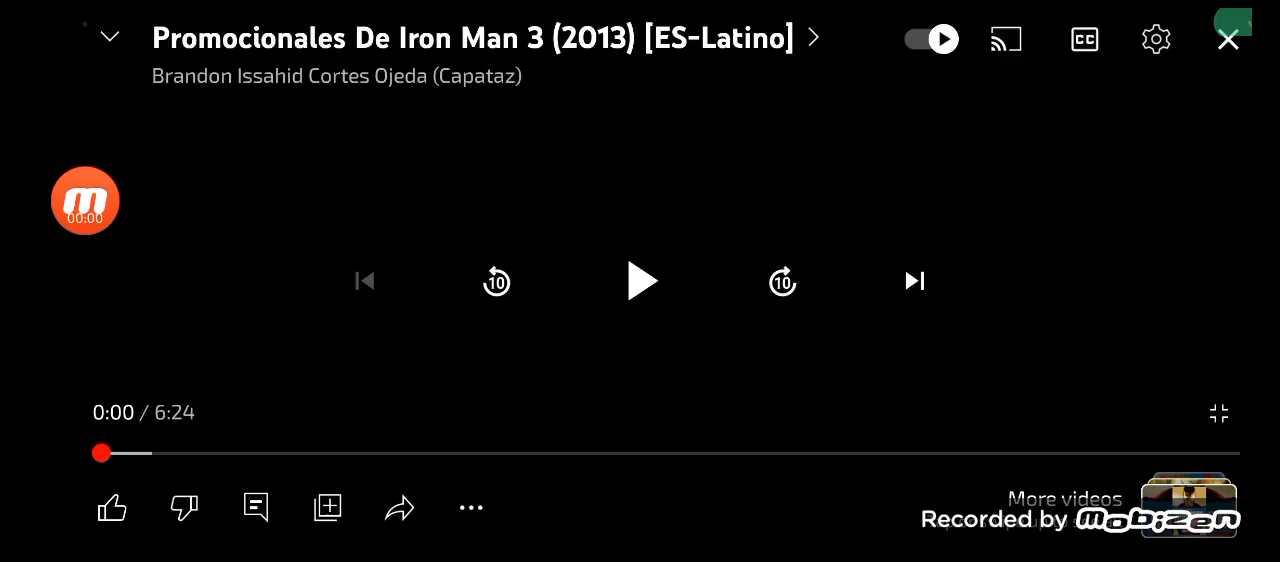 Promocionales De Iron Man 3 (2013) [ES-Latino]
Brandon Issahid Cortes Ojeda (Capataz)
CC
m
00:00
10
10
0:00 / 6:24
More videos
Recorded by mobizen